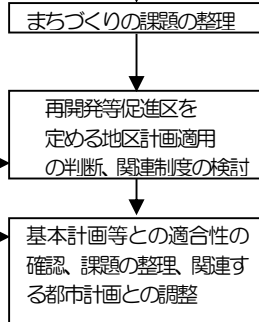 まちづくりの課題の整理
再開発等促進区を
定める地区計画適用
の判断、関連制度の検討
基本計画等との適合性の
確認、課題の整理、関連す
る都市計画との調整